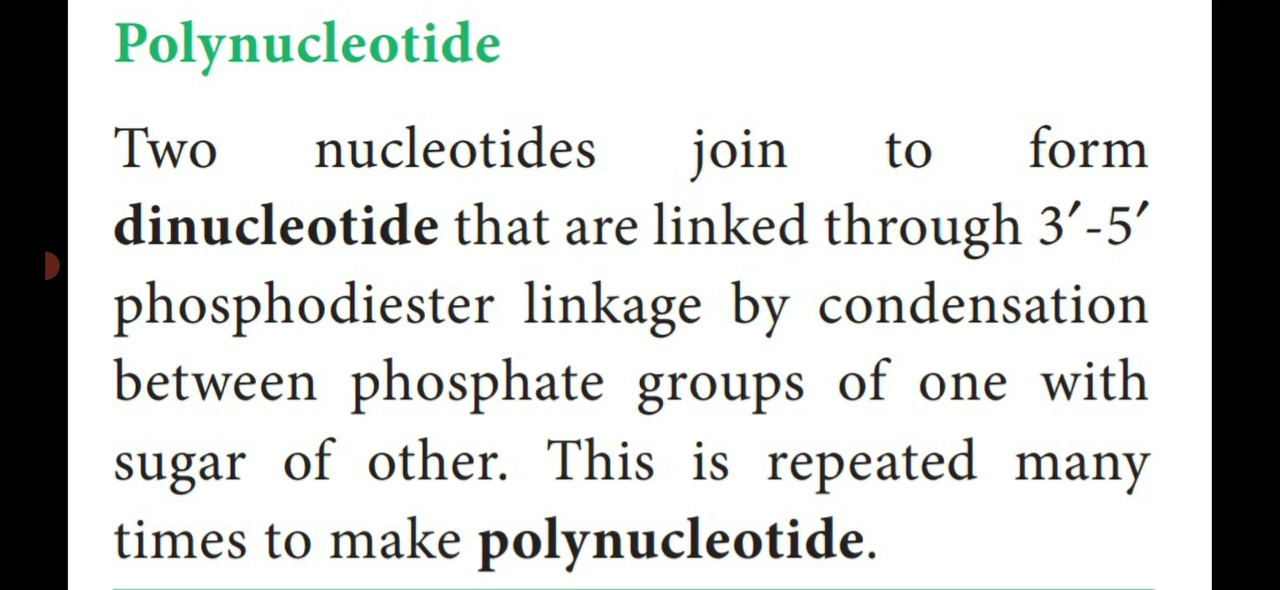 Polynucleotide
Two nucleotides join to form
dinucleotide that are linked through 3′-5′
phosphodiester linkage by condensation
between phosphate groups of one with
sugar of other. This is repeated many
times to make polynucleotide.